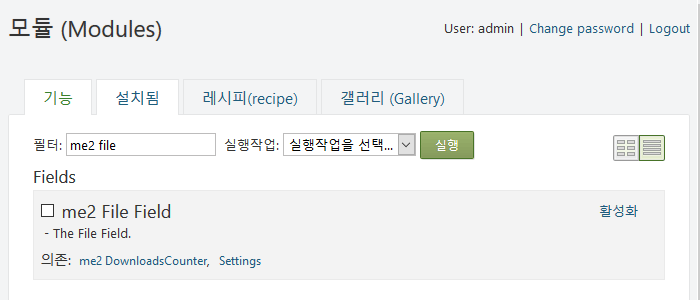 모듈 (Modules)
User: admin | Change password | Logout
기능 설치됨 레시피(recipe) 갤러리 (Gallery)
필터: me2 file 실행작업: 실행작업을 선택... 실행
Fields
me2 File Field 활성화
- The File Field.
의존: me2 DownloadsCounter, Settings